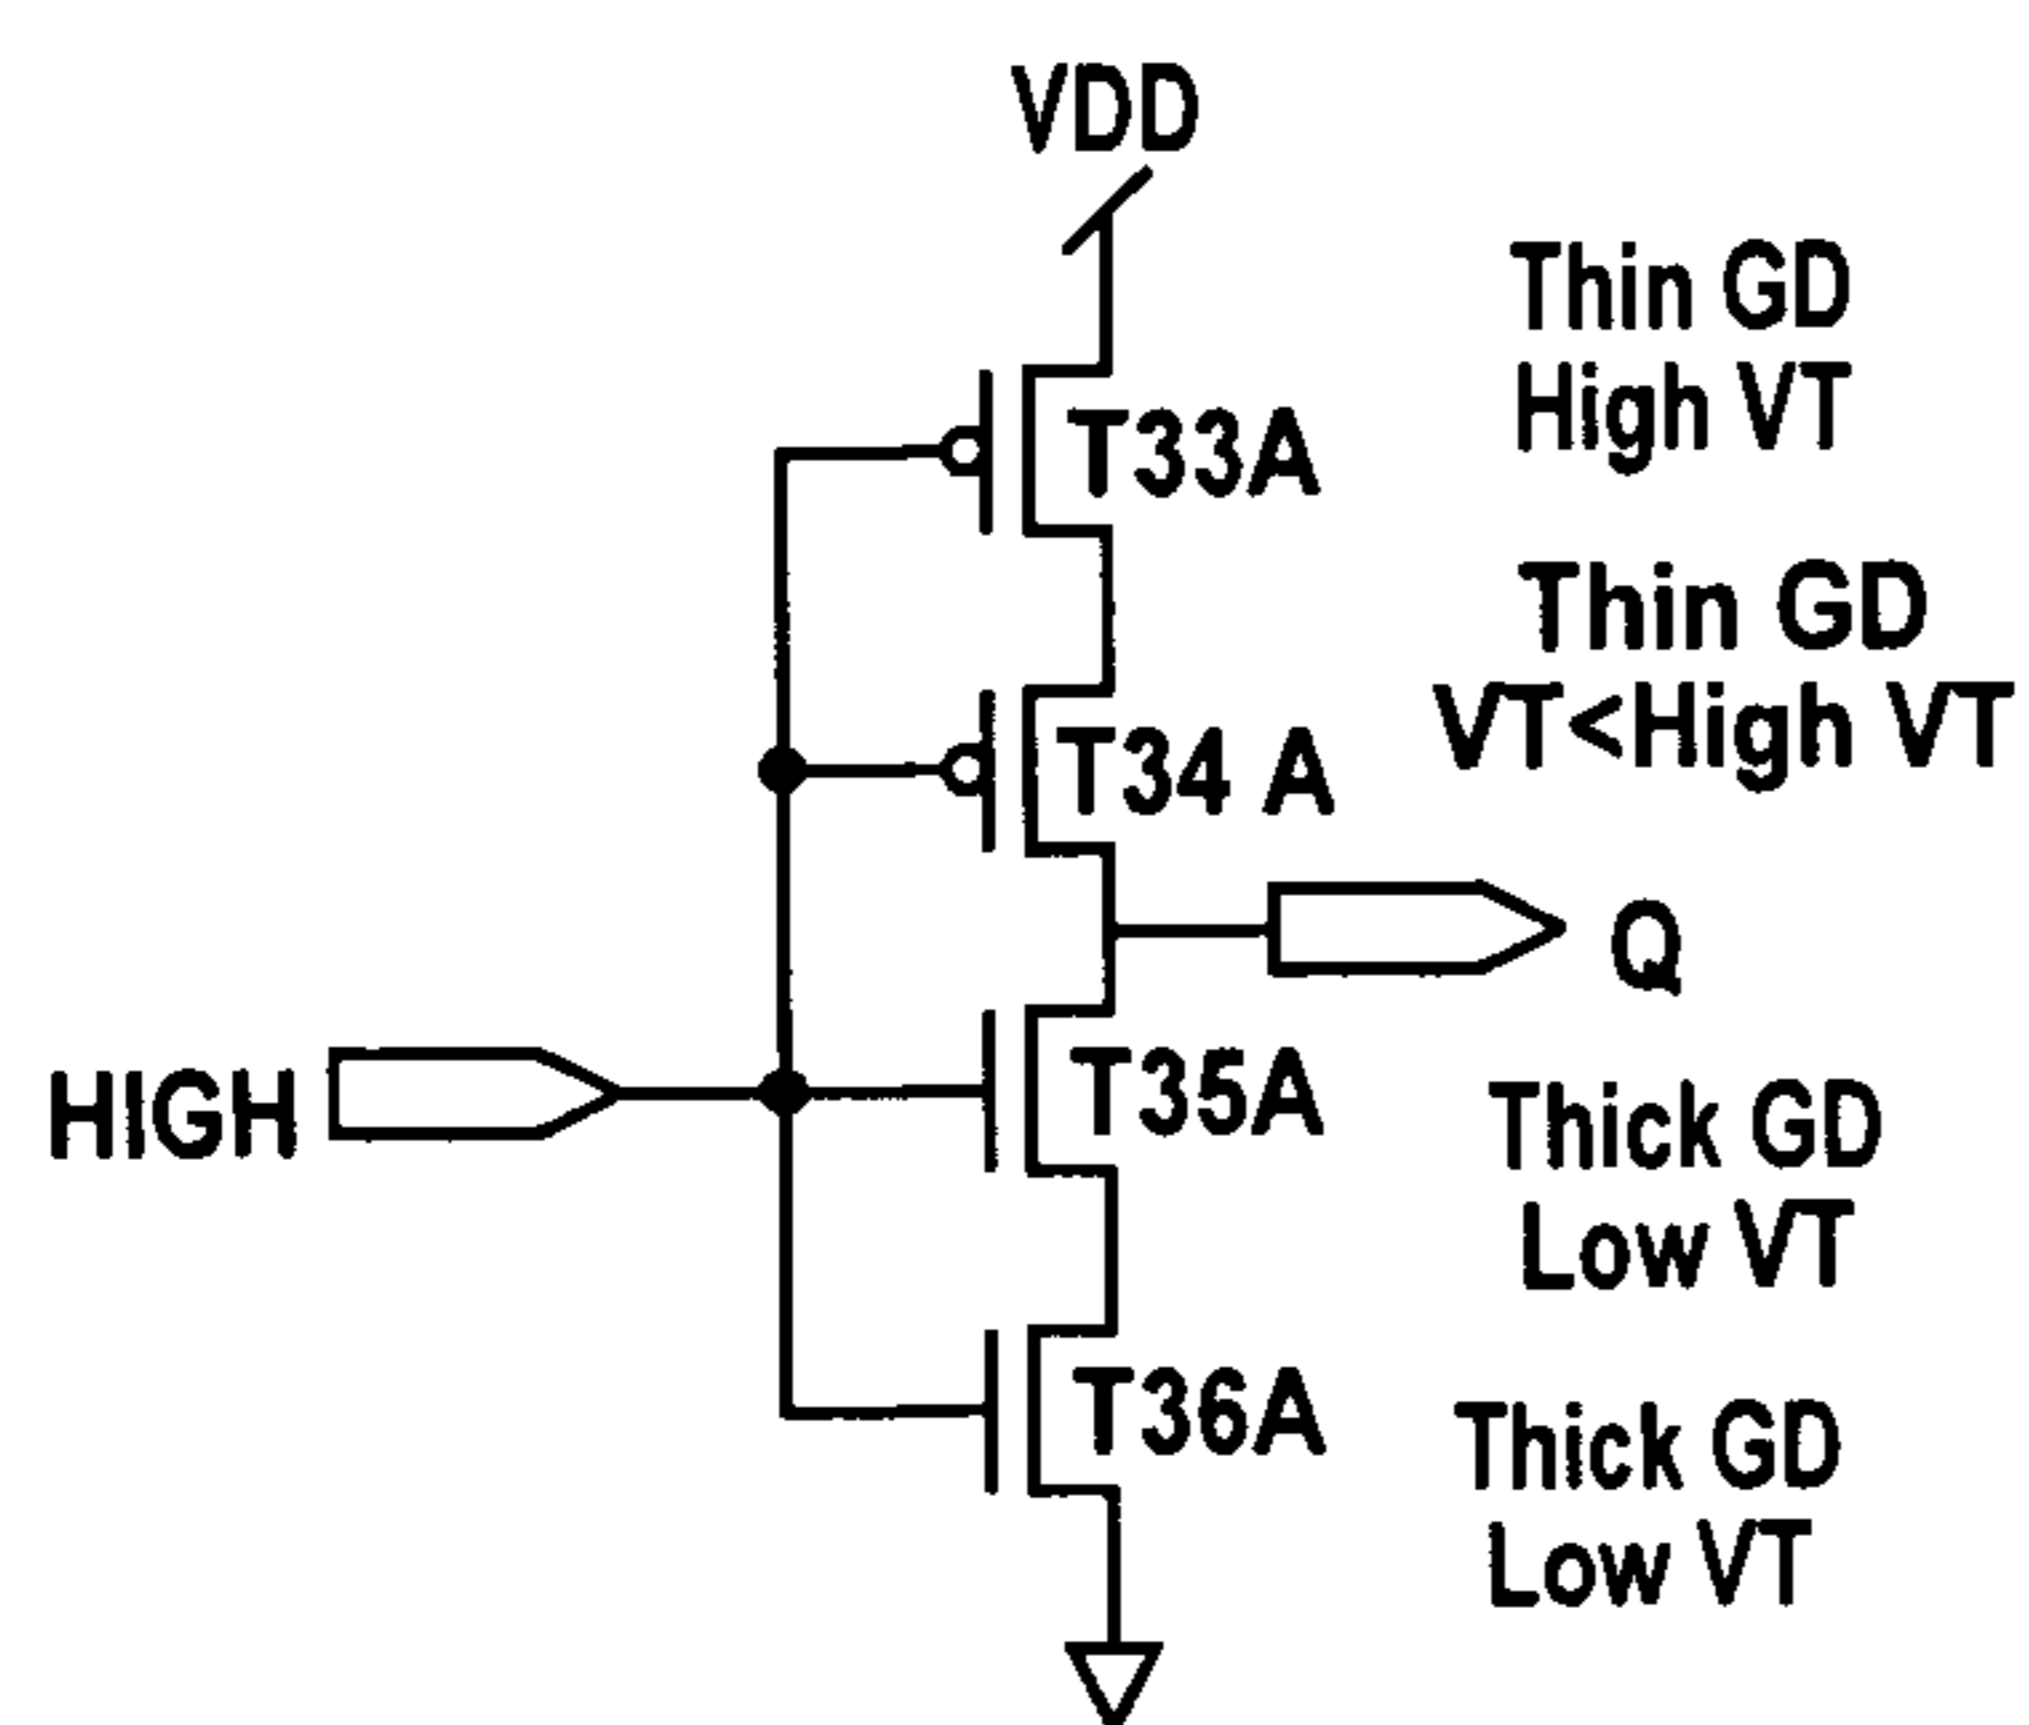 VDD
Thin GD
High VT
T33A
Thin GD
VT<High VT
T34 A
Q
HIGH
T35A
Thick GD
Low VT
T36A
Thick GD
Low VT